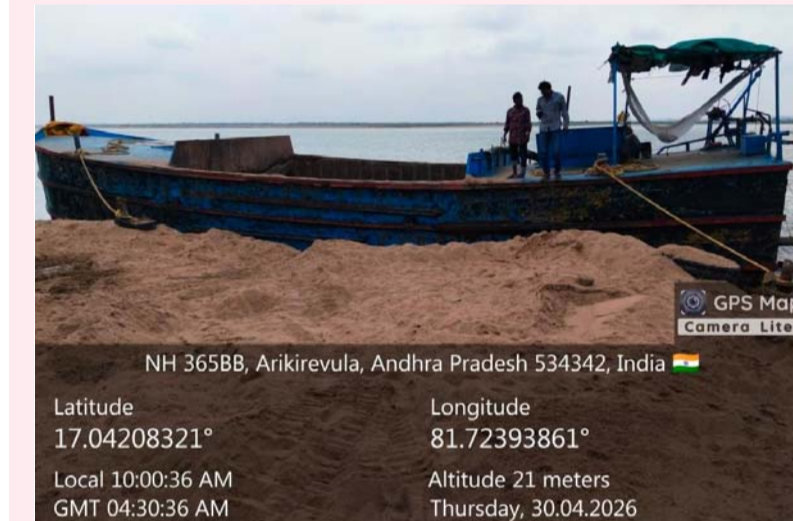 GPS Map
Camera Lite
NH 365BB, Arikirevula, Andhra Pradesh 534342, India
Latitude
17.04208321°
Longitude
81.72393861°
Local 10:00:36 AM
GMT 04:30:36 AM
Altitude 21 meters
Thursday, 30.04.2026